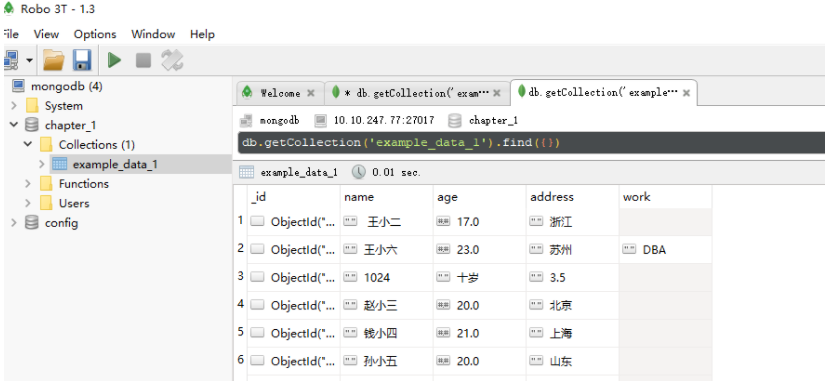 Robo 3T - 1.3
File View Options Window Help
mongodb (4)
System
chapter_1
Collections (1)
example_data_1
Functions
Users
config
Welcome
* db.getCollection('exam…
db.getCollection('example…
mongodb 10.10.247.77:27017 chapter_1
db.getCollection('example_data_1').find({})
example_data_1 0.01 sec.
_id name age address work
1 ObjectId("... 王小二 17.0 浙江
2 ObjectId("... 王小六 23.0 苏州 DBA
3 ObjectId("... 1024 十岁 3.5
4 ObjectId("... 赵小三 20.0 北京
5 ObjectId("... 钱小四 21.0 上海
6 ObjectId("... 孙小五 20.0 山东